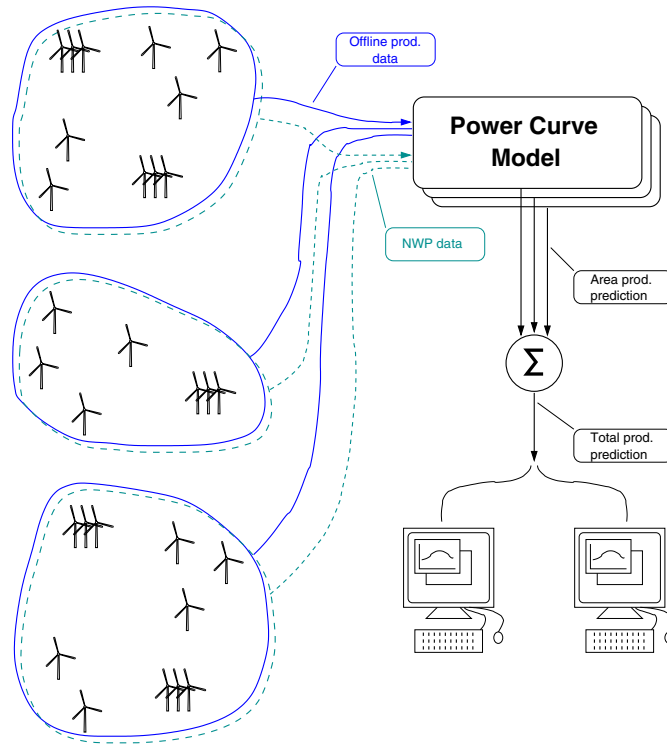 Offline prod.
data
Power Curve
Model
NWP data
Area prod.
prediction
Σ
Total prod.
prediction